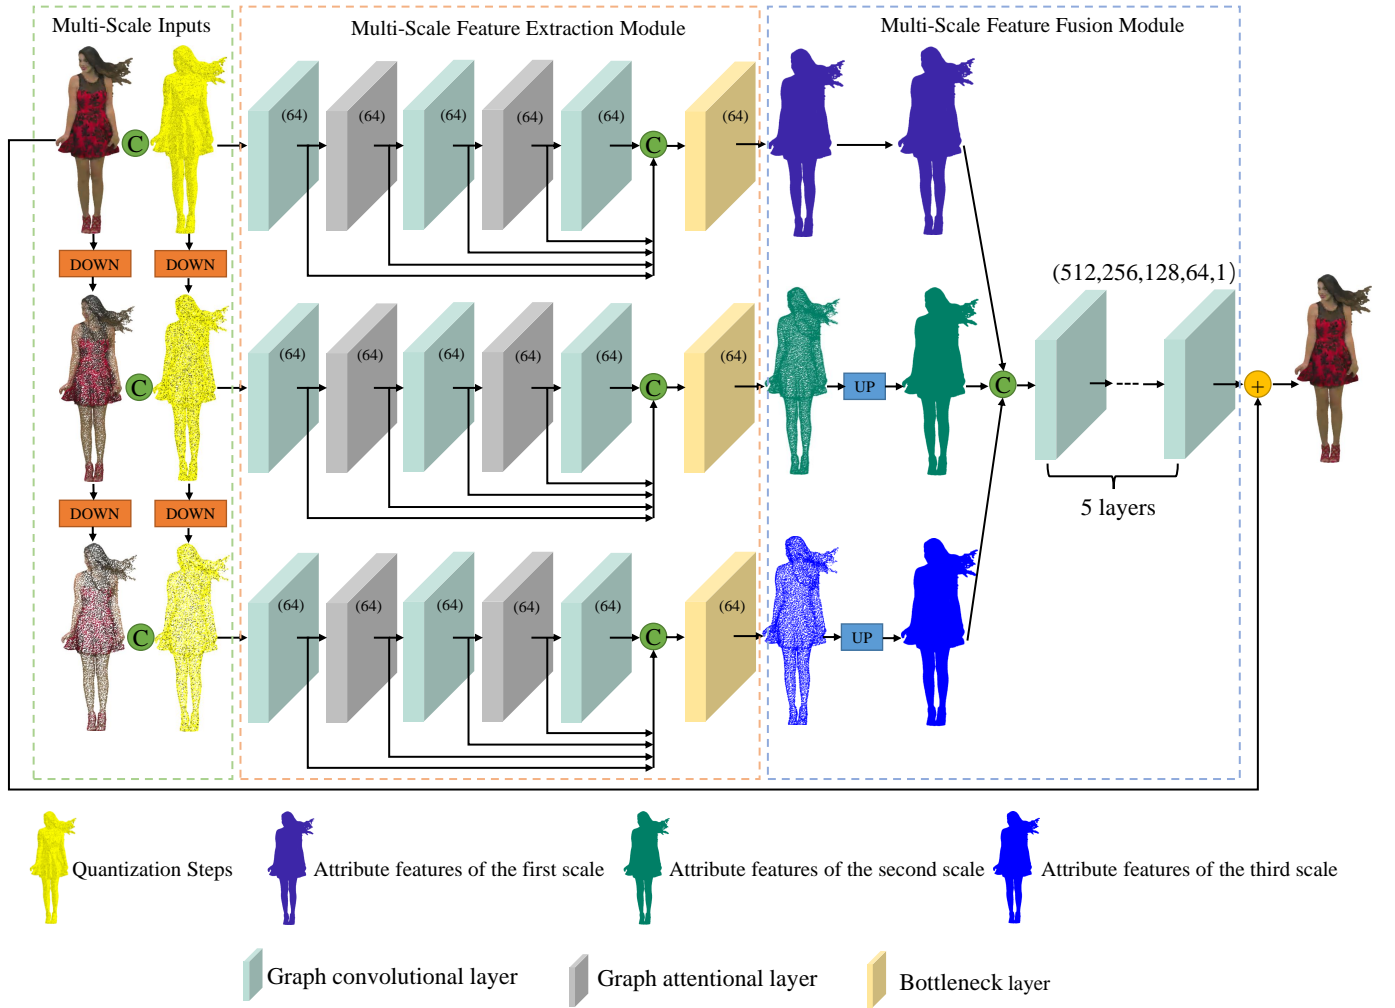 Multi-Scale Inputs
Multi-Scale Feature Extraction Module
Multi-Scale Feature Fusion Module
C
(64)
(64)
(64)
(64)
(64)
C
(64)
DOWN
DOWN
(512,256,128,64,1)
C
(64)
(64)
(64)
(64)
(64)
C
(64)
UP
C
+
5 layers
DOWN
DOWN
C
(64)
(64)
(64)
(64)
(64)
C
(64)
UP
Quantization Steps
Attribute features of the first scale
Attribute features of the second scale
Attribute features of the third scale
Graph convolutional layer
Graph attentional layer
Bottleneck layer